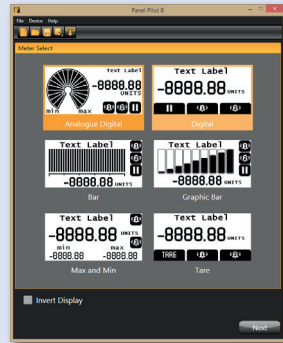 Panel Pilot B
File Device Help
Meter Select
Text Label
-8888.88 UNITS
min max
Analogue Digital
Text Label
-8888.88 UNITS
Digital
Text Label
-8888.88 UNITS
Bar
Text Label
-8888.88 UNITS
Graphic Bar
Text Label
-8888.88 UNITS
min max
-8888.88 -8888.88
Max and Min
Text Label
-8888.88 UNITS
TARE
Tare
Invert Display
Next